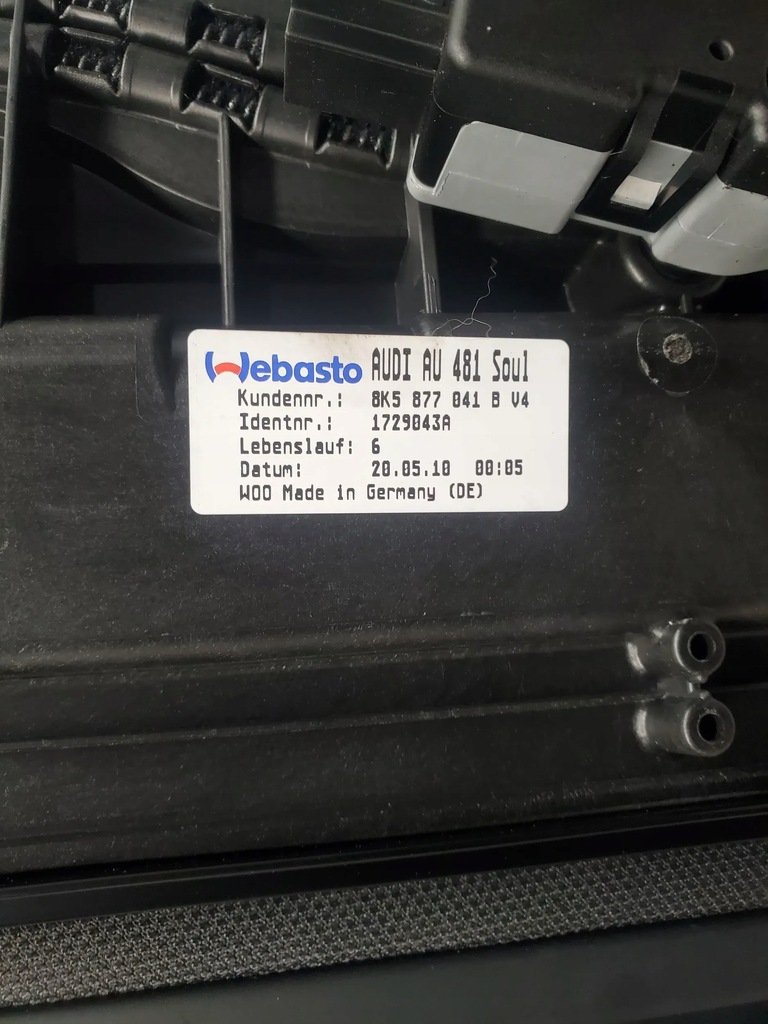 Webasto AUDI AU 481 Soul
Kundennr.: 8K5 877 041 B V4
Identnr.: 1729043A
Lebenslauf: 6
Datum: 20.05.10 00:05
WOO Made in Germany (DE)